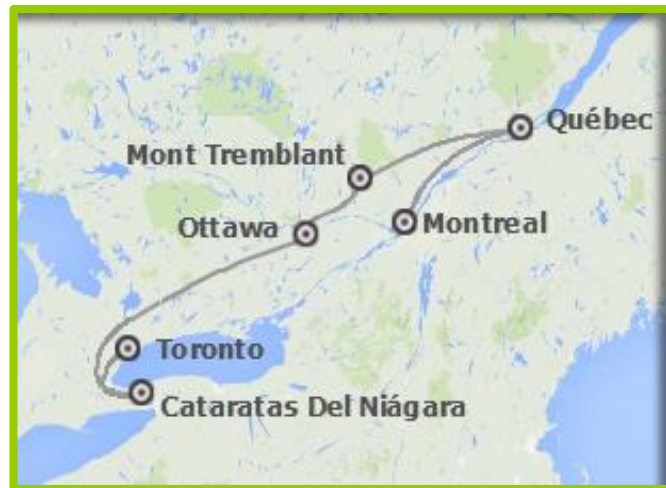 Québec
Mont Tremblant
Ottawa
Montreal
Toronto
Cataratas Del Niágara